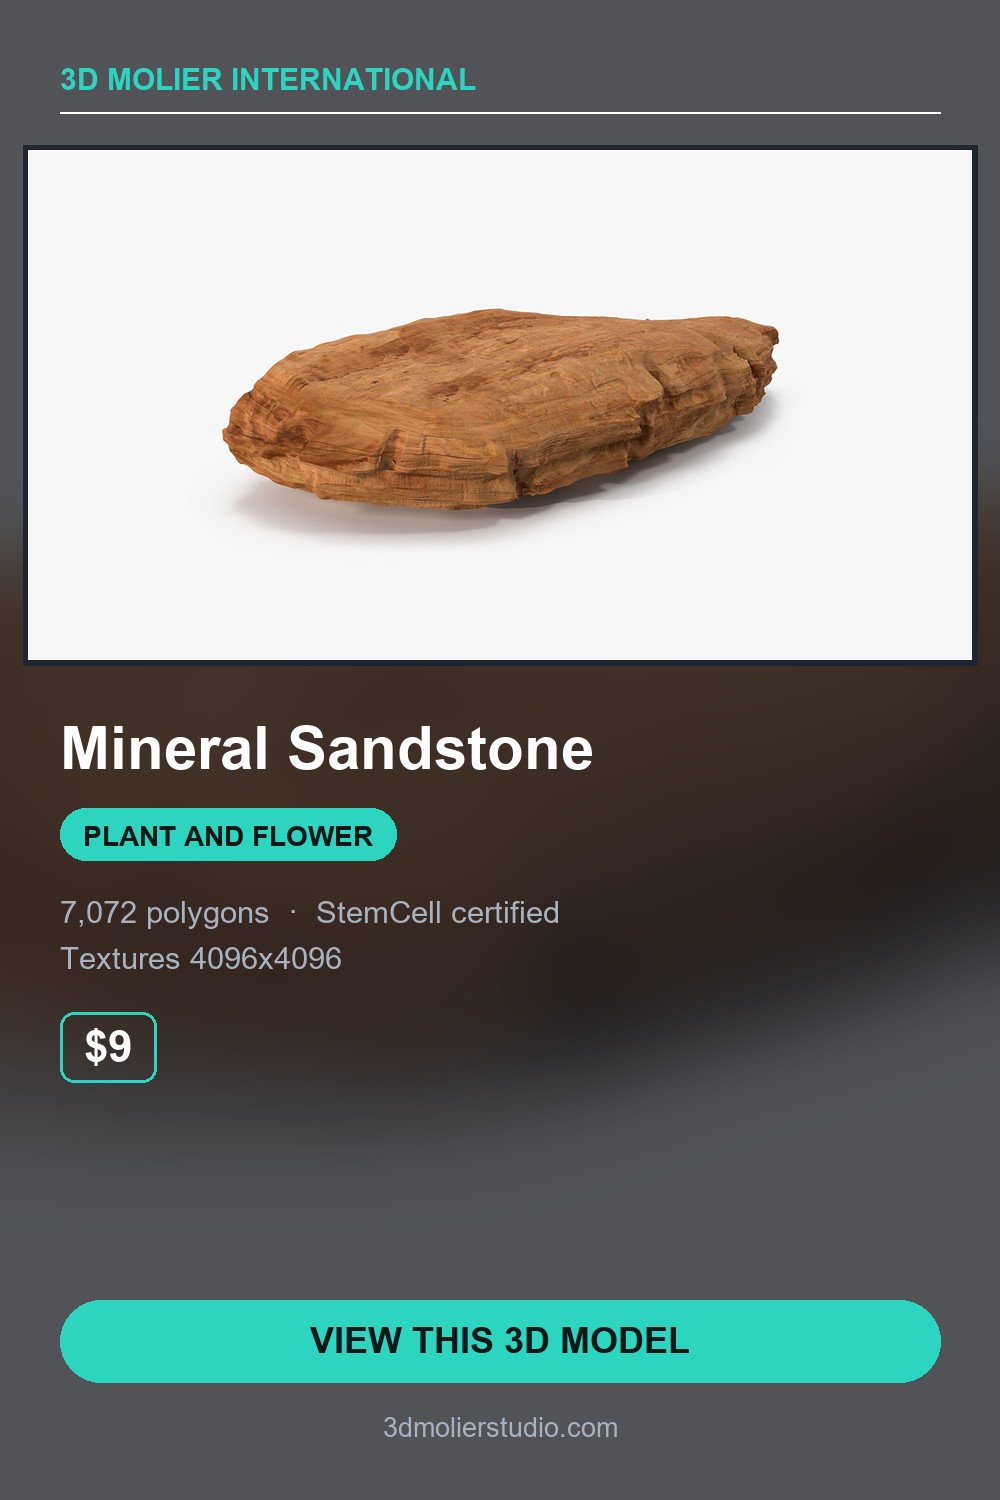 3D MOLIER INTERNATIONAL
Mineral Sandstone
PLANT AND FLOWER
7,072 polygons · StemCell certified
Textures 4096x4096
$9
VIEW THIS 3D MODEL
3dmolierstudio.com